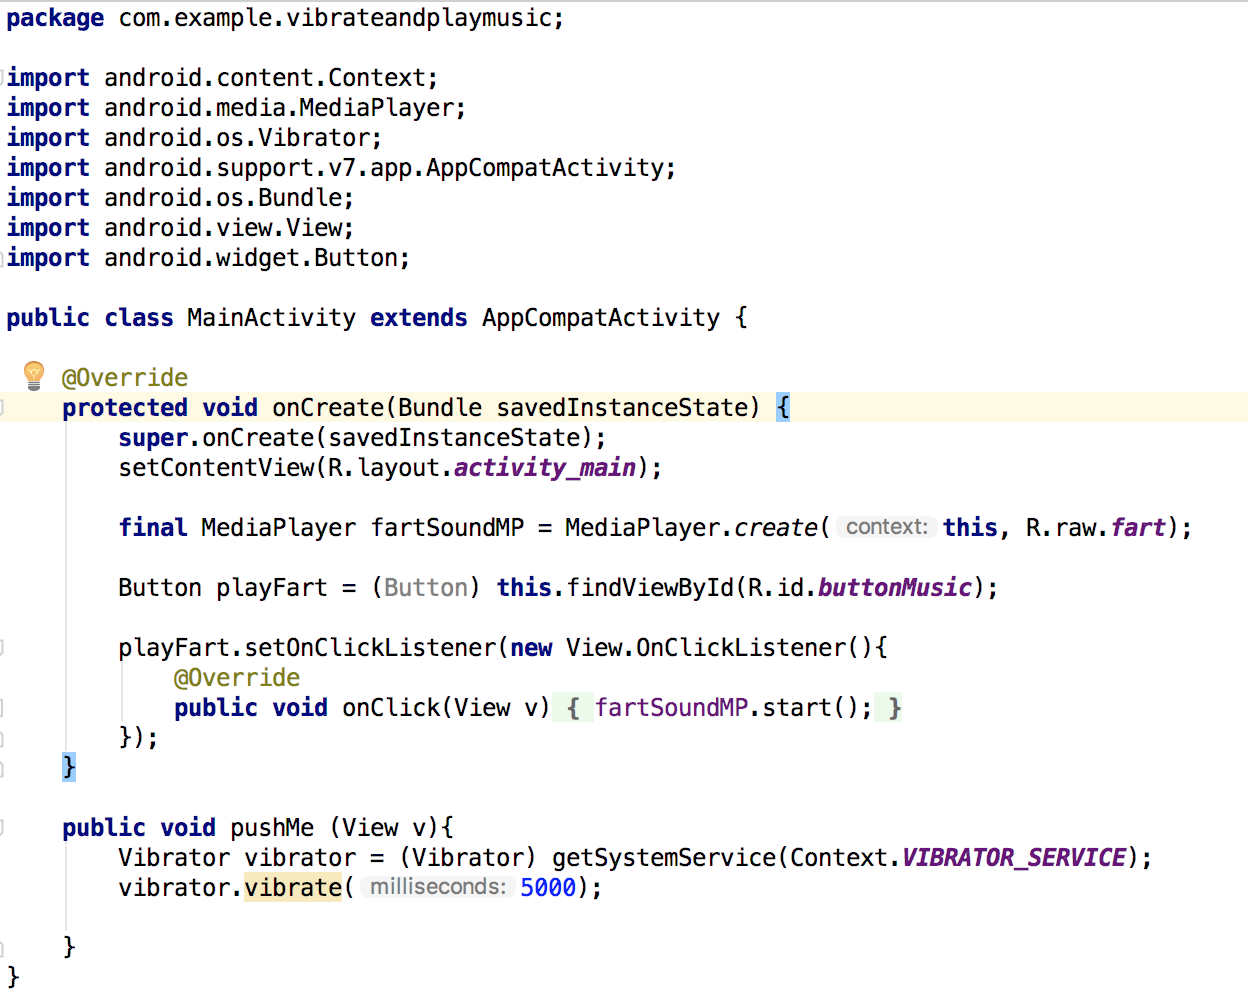 package com.example.vibrateandplaymusic;
import android.content.Context;
import android.media.MediaPlayer;
import android.os.Vibrator;
import android.support.v7.app.AppCompatActivity;
import android.os.Bundle;
import android.view.View;
import android.widget.Button;
public class MainActivity extends AppCompatActivity {
@Override
protected void onCreate(Bundle savedInstanceState) {
super.onCreate(savedInstanceState);
setContentView(R.layout.activity_main);
final MediaPlayer fartSoundMP = MediaPlayer.create( context: this, R.raw.fart);
Button playFart = (Button) this.findViewById(R.id.buttonMusic);
playFart.setOnClickListener(new View.OnClickListener(){
@Override
public void onClick(View v) { fartSoundMP.start(); }
});
}
public void pushMe (View v){
Vibrator vibrator = (Vibrator) getSystemService(Context.VIBRATOR_SERVICE);
vibrator.vibrate( milliseconds: 5000);
}
}